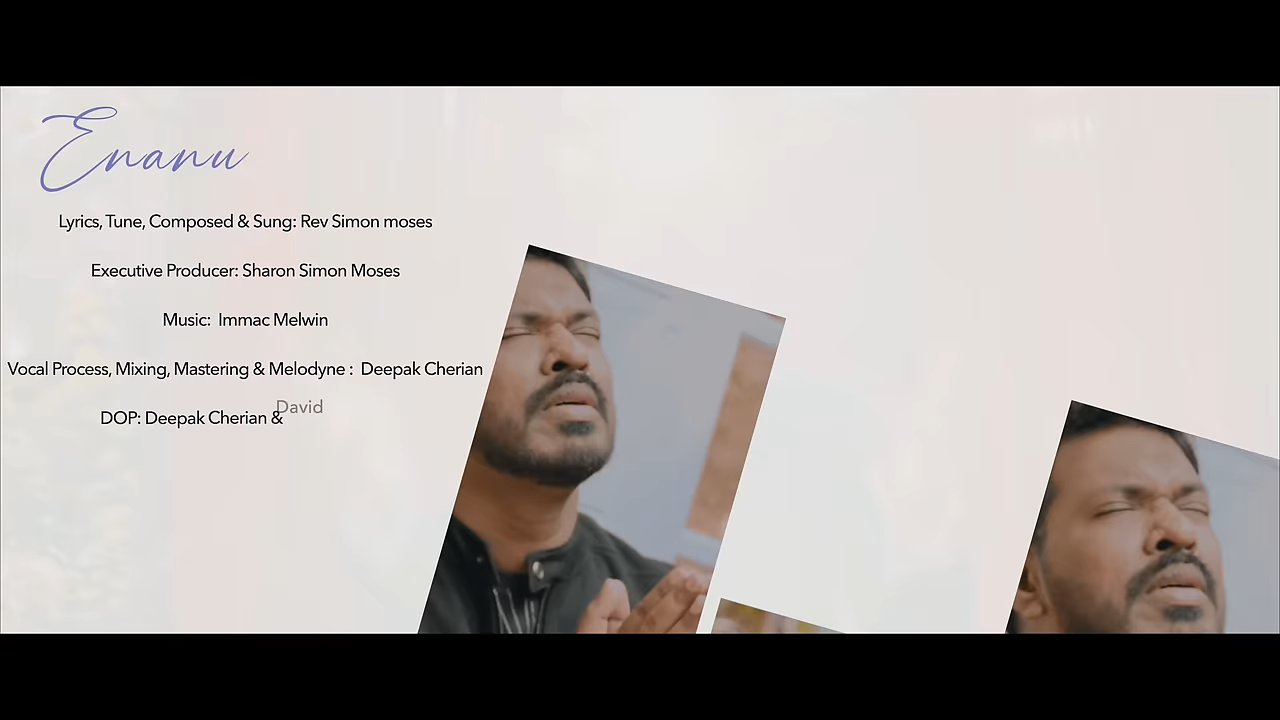 Enanu
Lyrics, Tune, Composed & Sung: Rev Simon moses
Executive Producer: Sharon Simon Moses
Music: Immac Melwin
Vocal Process, Mixing, Mastering & Melodyne : Deepak Cherian
DOP: Deepak Cherian & David